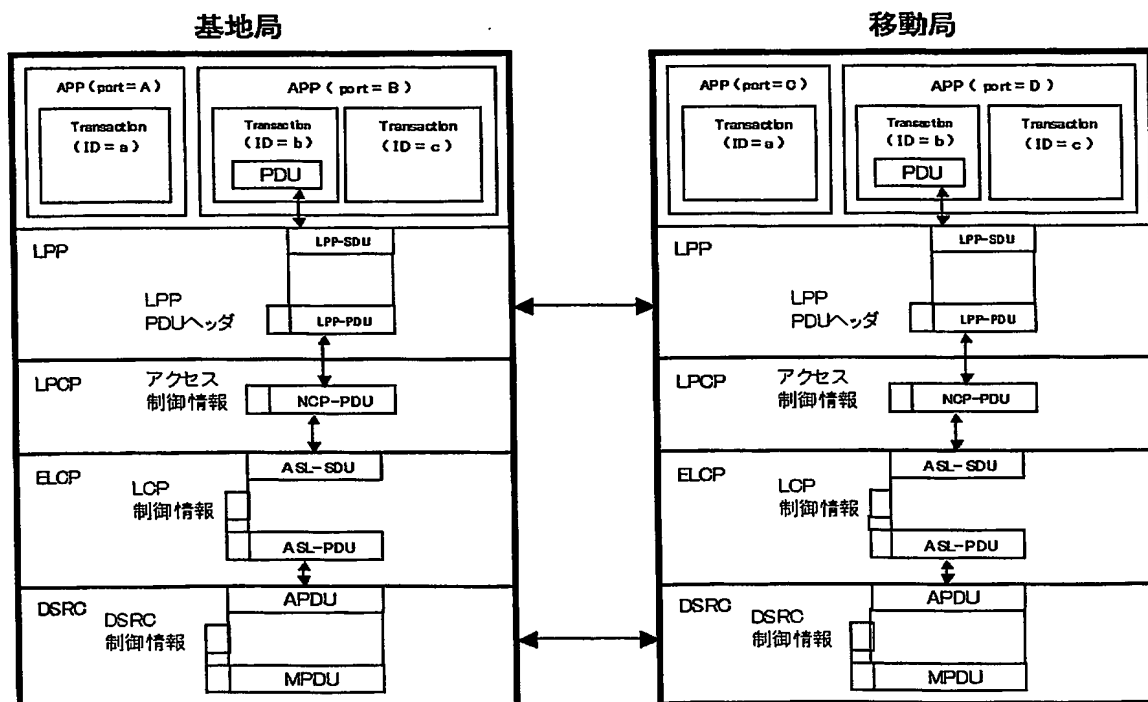 基地局
APP (port=A)
Transaction
(ID=a)
APP ( port=B)
Transaction
(ID=b)
PDU
Transaction
(ID=c)
LPP
LPP-SDU
LPP
PDUヘッダ
LPP-PDU
LPCP
アクセス
制御情報
NCP-PDU
ELCP
ASL-SDU
LCP
制御情報
ASL-PDU
DSRC
APDU
DSRC
制御情報
MPDU
移動局
APP (port=C)
Transaction
(ID=a)
APP ( port=D)
Transaction
(ID=b)
PDU
Transaction
(ID=c)
LPP
LPP-SDU
LPP
PDUヘッダ
LPP-PDU
LPCP
アクセス
制御情報
NCP-PDU
ELCP
ASL-SDU
LCP
制御情報
ASL-PDU
DSRC
APDU
DSRC
制御情報
MPDU